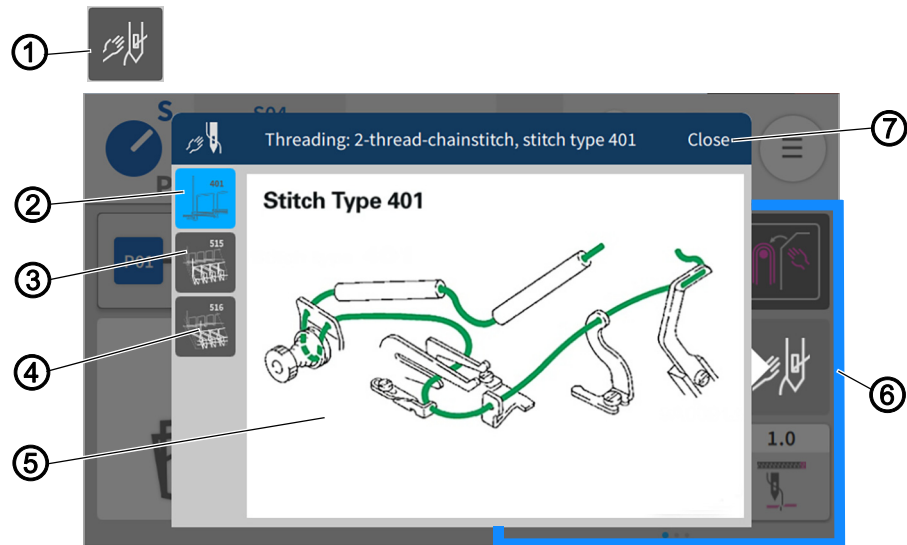 1
S
S04
7
Threading: 2-thread-chainstitch, stitch type 401
Close
2
401
Stitch Type 401
P
3
515
P01
4
516
6
5
1.0